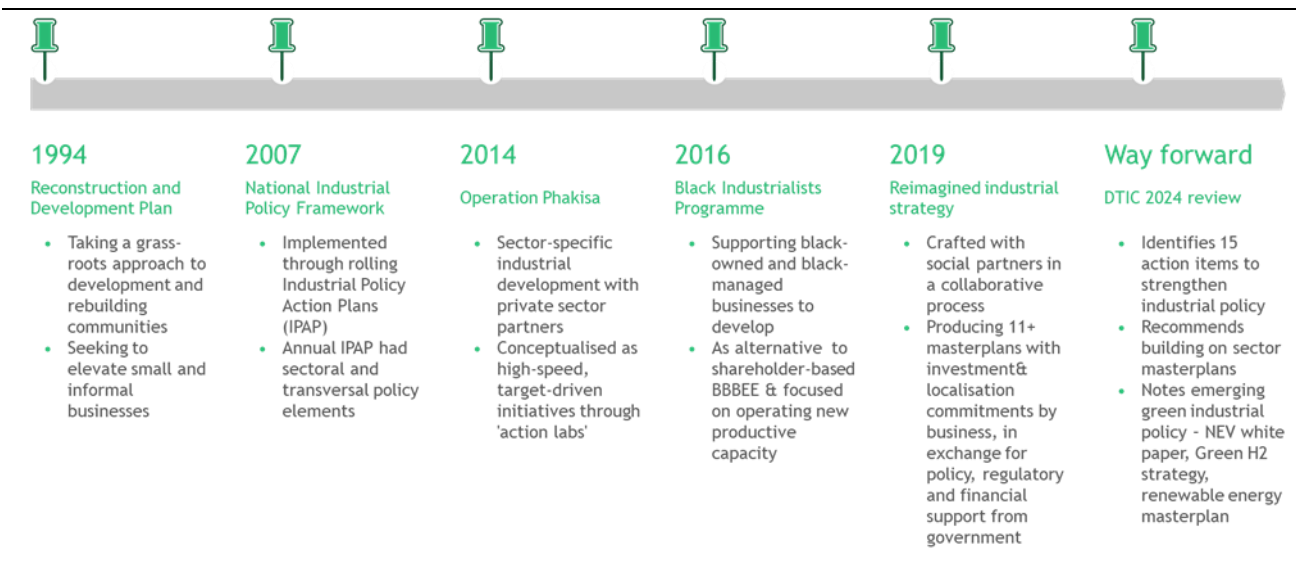 1994
Reconstruction and
Development Plan
• Taking a grass-
roots approach to
development and
rebuilding
communities
• Seeking to
elevate small and
informal
businesses
2007
National Industrial
Policy Framework
• Implemented
through rolling
Industrial Policy
Action Plans
(IPAP)
• Annual IPAP had
sectoral and
transversal policy
elements
2014
Operation Phakisa
• Sector-specific
industrial
development with
private sector
partners
• Conceptualised as
high-speed,
target-driven
initiatives through
'action labs'
2016
Black Industrialists
Programme
• Supporting black-
owned and black-
managed
businesses to
develop
• As alternative to
shareholder-based
BBBEE & focused
on operating new
productive
capacity
2019
Reimagined industrial
strategy
• Crafted with
social partners in
a collaborative
process
• Producing 11+
masterplans with
investment&
localisation
commitments by
business, in
exchange for
policy, regulatory
and financial
support from
government
Way forward
DTIC 2024 review
• Identifies 15
action items to
strengthen
industrial policy
• Recommends
building on sector
masterplans
• Notes emerging
green industrial
policy - NEV white
paper, Green H2
strategy,
renewable energy
masterplan